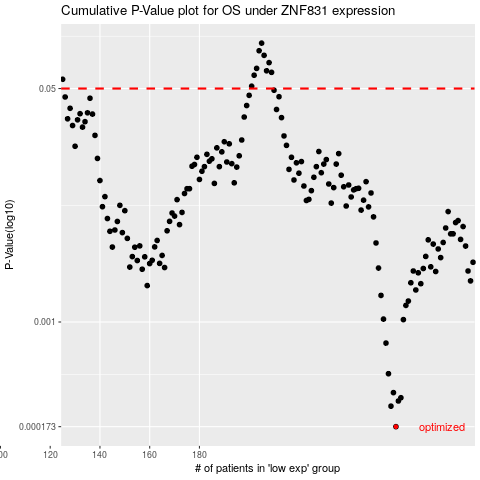 Cumulative P-Value plot for OS under ZNF831 expression
0.05
P-Value(log10)
0.001
0.000173
optimized
00 120 140 160 180
# of patients in 'low exp' group